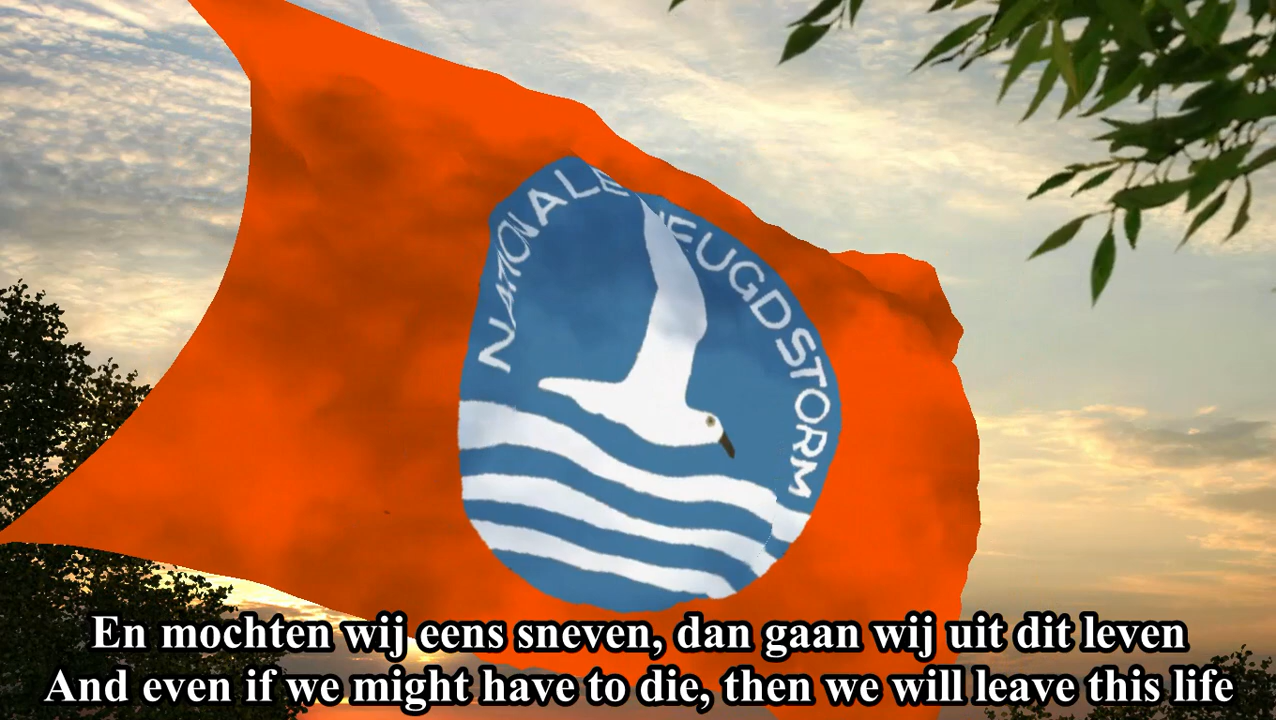 NATIONALE JEUGDSTORM
En mochten wij eens sneven, dan gaan wij uit dit leven
And even if we might have to die, then we will leave this life